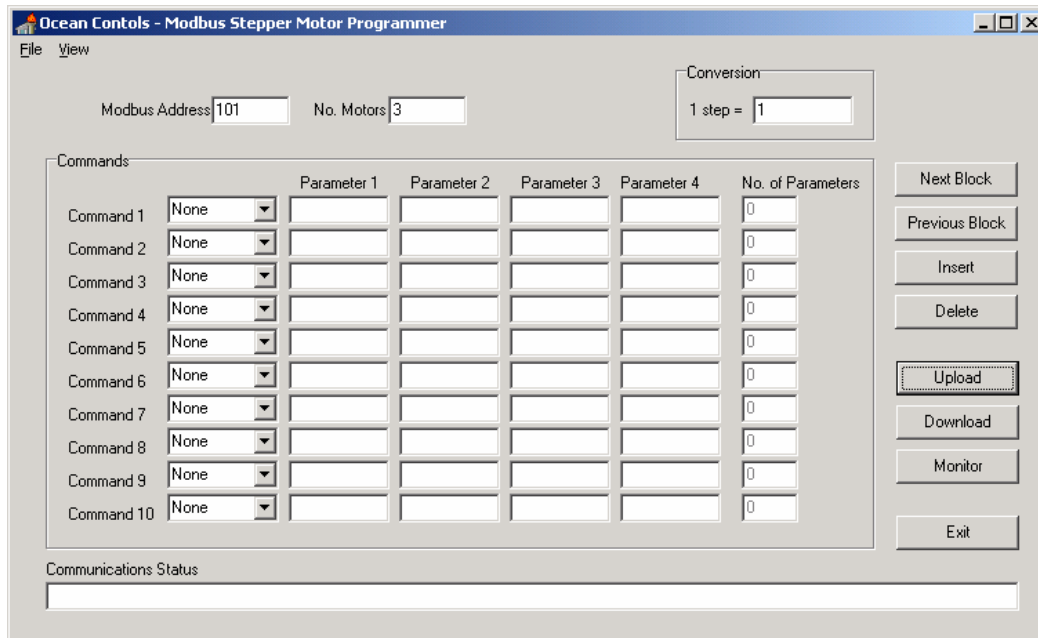 Ocean Contols - Modbus Stepper Motor Programmer
File View
Conversion
Modbus Address 101 No. Motors 3 1 step = 1
Commands
Parameter 1 Parameter 2 Parameter 3 Parameter 4 No. of Parameters
Command 1 None 0
Command 2 None 0
Command 3 None 0
Command 4 None 0
Command 5 None 0
Command 6 None 0
Command 7 None 0
Command 8 None 0
Command 9 None 0
Command 10 None 0
Next Block
Previous Block
Insert
Delete
Upload
Download
Monitor
Exit
Communications Status